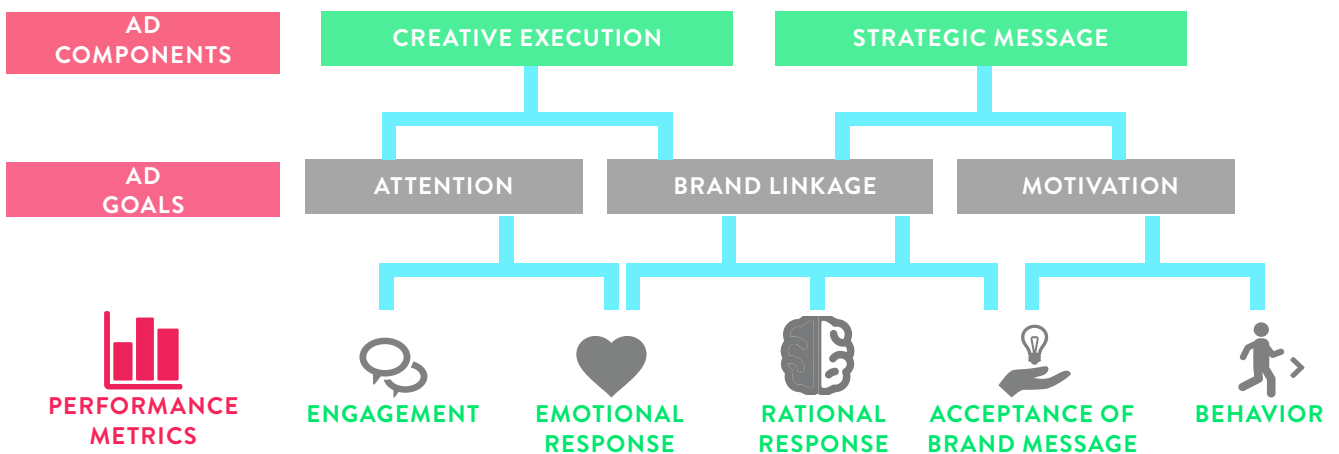 AD
COMPONENTS
CREATIVE EXECUTION
STRATEGIC MESSAGE
AD
GOALS
ATTENTION
BRAND LINKAGE
MOTIVATION
PERFORMANCE
METRICS
ENGAGEMENT
EMOTIONAL
RESPONSE
RATIONAL
RESPONSE
ACCEPTANCE OF
BRAND MESSAGE
BEHAVIOR